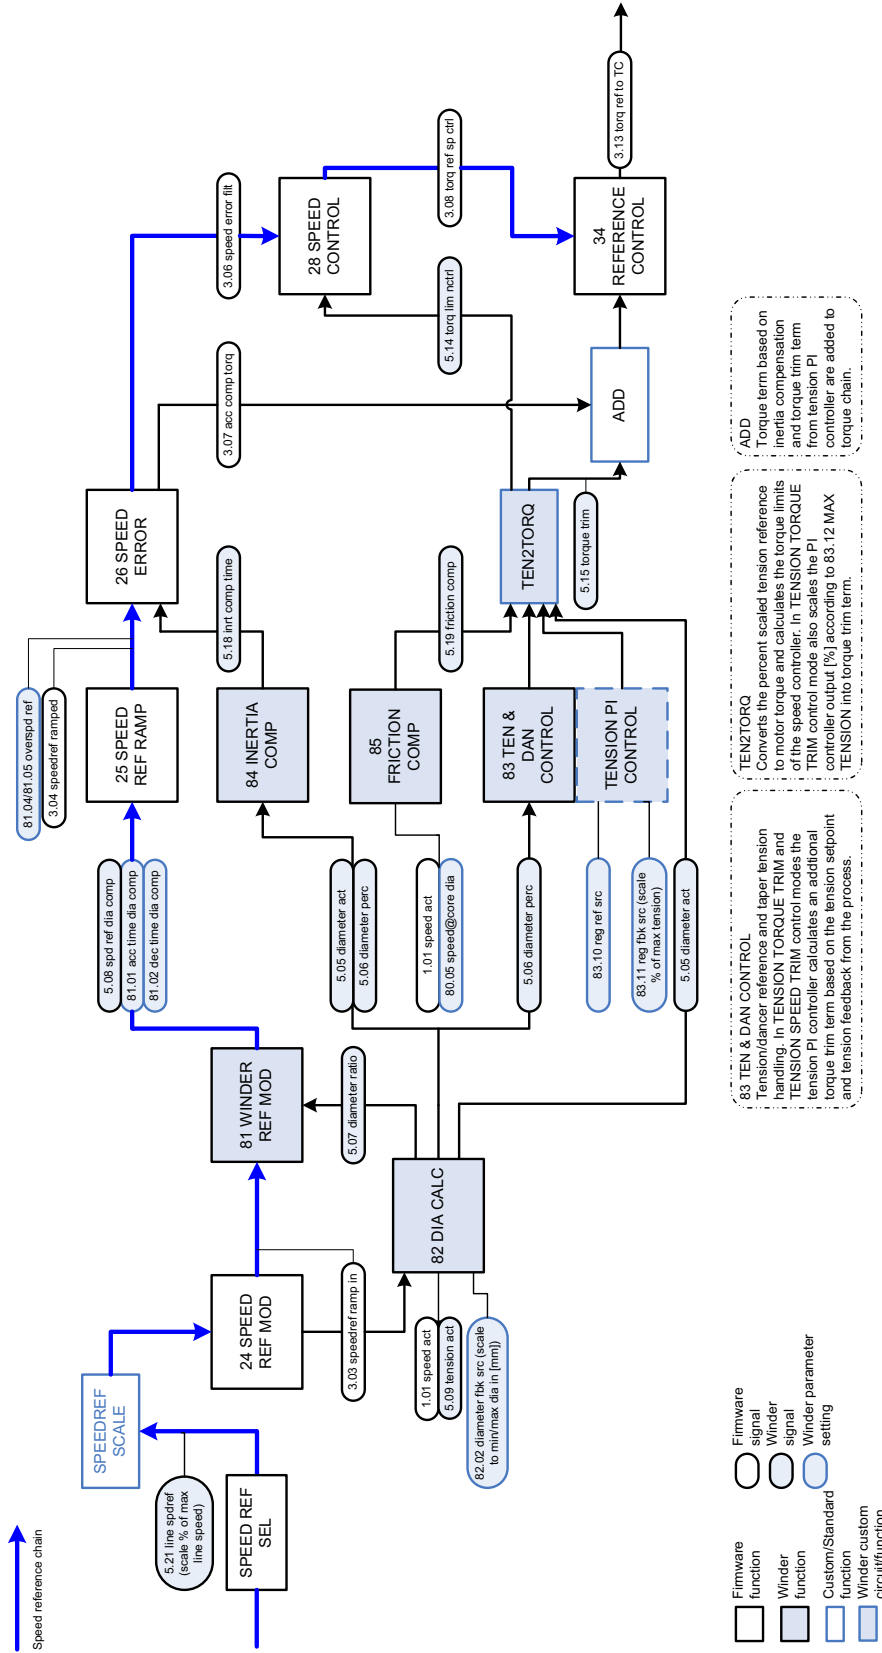 Speed reference chain
SPEED REF
SEL
5.21 line spdref
(scale % of max
line speed)
SPEEDREF
SCALE
24 SPEED
REF MOD
3.03 speedref ramp in
1.01 speed act
5.09 tension act
82.02 diameter fbk src (scale
to min/max dia in [mm])
82 DIA CALC
81 WINDER
REF MOD
5.07 diameter ratio
5.08 spd ref dia comp
81.01 acc time dia comp
81.02 dec time dia comp
5.05 diameter act
5.06 diameter perc
1.01 speed act
80.05 speed@core dia
5.06 diameter perc
83.10 reg ref src
83.11 reg fbk src (scale
% of max tension)
5.05 diameter act
81.04/81.05 overspd ref
3.04 speedref ramped
25 SPEED
REF RAMP
84 INERTIA
COMP
85
FRICTION
COMP
83 TEN &
DAN
CONTROL
TENSION PI
CONTROL
5.18 inrt comp time
5.19 friction comp
26 SPEED
ERROR
TEN2TORQ
5.15 torque trim
3.07 acc comp torq
ADD
3.06 speed error filt
5.14 torq lim nctrl
28 SPEED
CONTROL
3.08 torq ref sp ctrl
34
REFERENCE
CONTROL
3.13 torq ref to TC
Firmware
function
Winder
function
Custom/Standard
function
Winder custom
circuit/function
Firmware
signal
Winder
signal
Winder parameter
setting
83 TEN & DAN CONTROL
Tension/dancer reference and taper tension
handling. In TENSION TORQUE TRIM and
TENSION SPEED TRIM control modes the
tension PI controller calculates an addtional
torque trim term based on the tension setpoint
and tension feedback from the process.
TEN2TORQ
Converts the percent scaled tension reference
to motor torque and calculates the torque limits
of the speed controller. In TENSION TORQUE
TRIM control mode also scales the PI
controller output [%] according to 83.12 MAX
TENSION into torque trim term.
ADD
Torque term based on
inertia compensation
and torque trim term
from tension PI
controller are added to
torque chain.